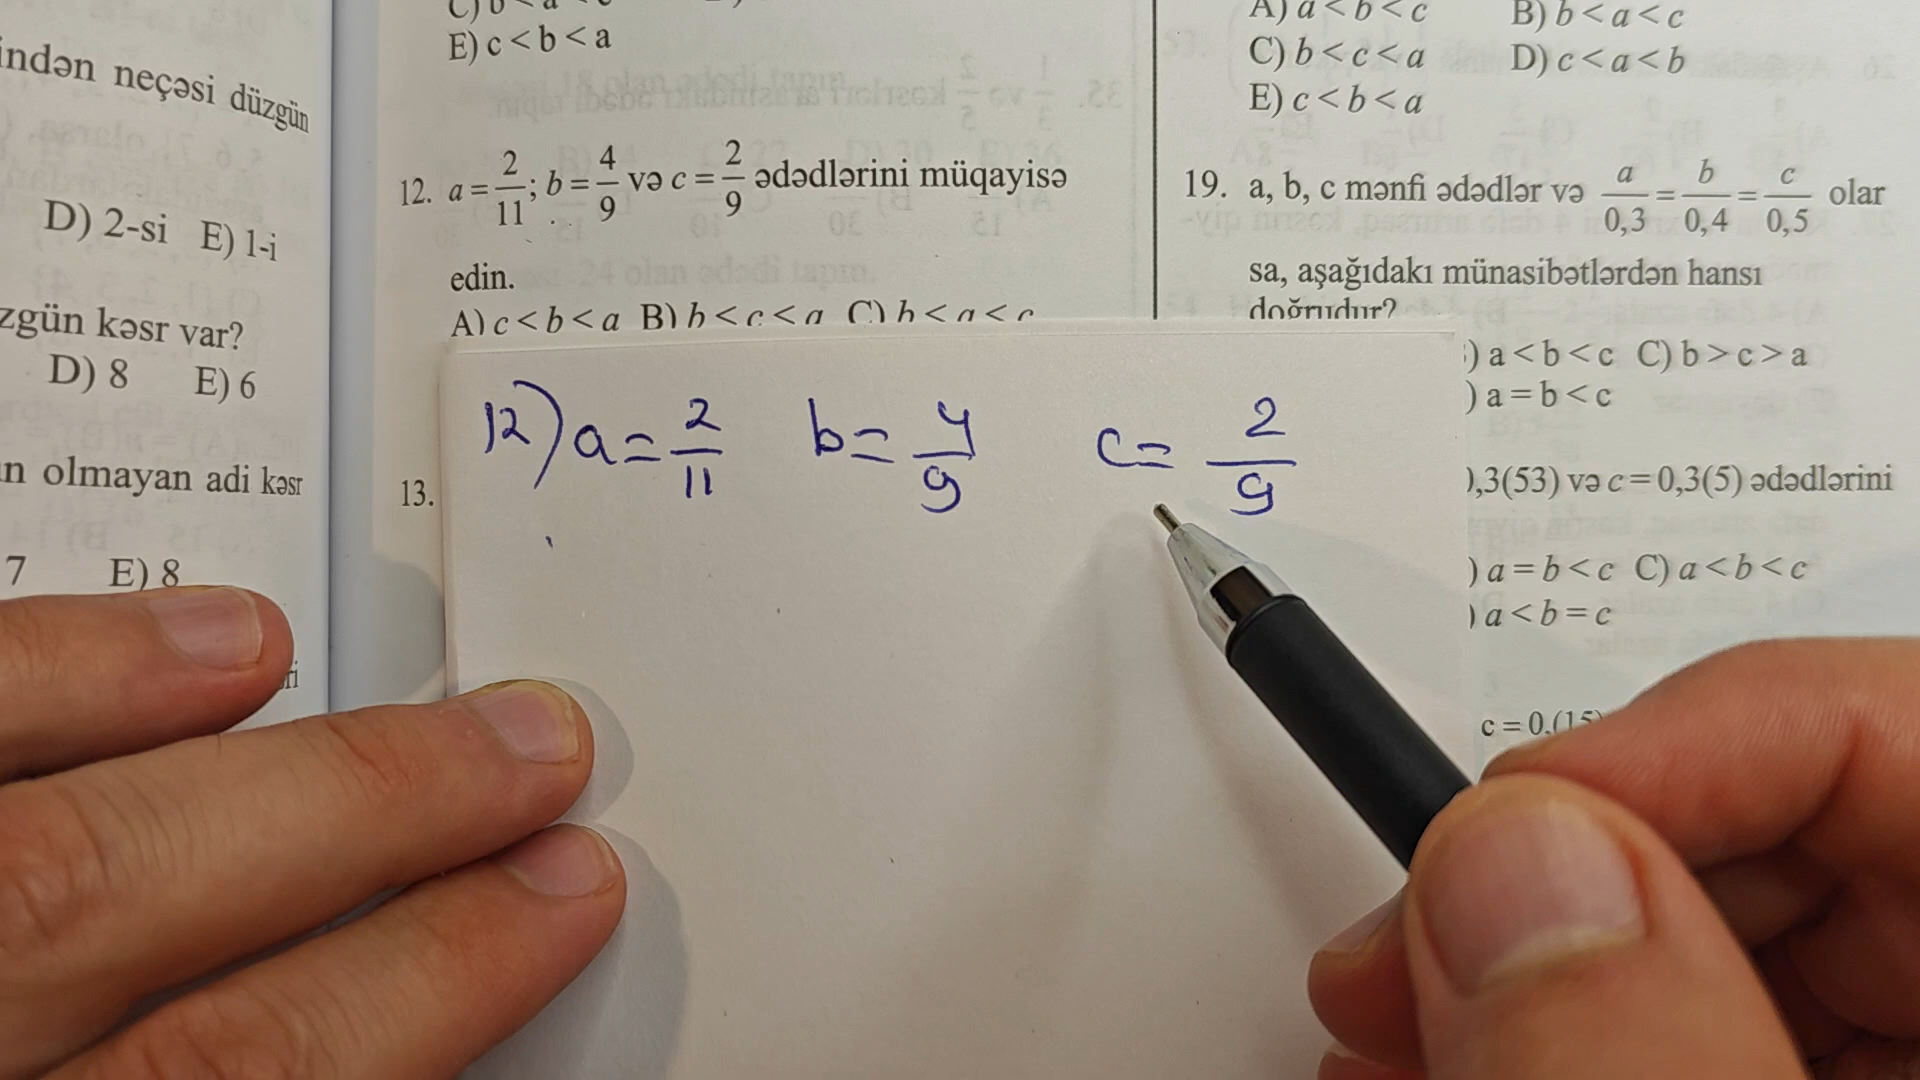 indən neçəsi düzgün
D) 2-si E) 1-i
zgün kəsr var?
D) 8 E) 6
n olmayan adi kəsr
7 E) 8
E) c < b < a
12. a = 2/11; b = 4/9 və c = 2/9 ədədlərini müqayisə
edin.
A) c < b < a B) b < c < a C) b < a < c
13.
12) a = 2/11 b = 4/9 c = 2/9
A) a < b < c B) b < a < c
C) b < c < a D) c < a < b
E) c < b < a
19. a, b, c mənfi ədədlər və a/0,3 = b/0,4 = c/0,5 olar
sa, aşağıdakı münasibətlərdən hansı
doğrudur?
) a < b < c C) b > c > a
) a = b < c
),3(53) və c = 0,3(5) ədədlərini
) a = b < c C) a < b < c
) a < b = c
c = 0,(15)